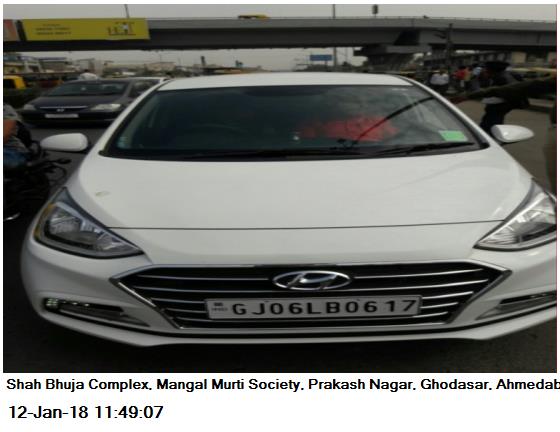 GJ06LB0617
Shah Bhuja Complex, Mangal Murti Society, Prakash Nagar, Ghodasar, Ahmedab
12-Jan-18 11:49:07